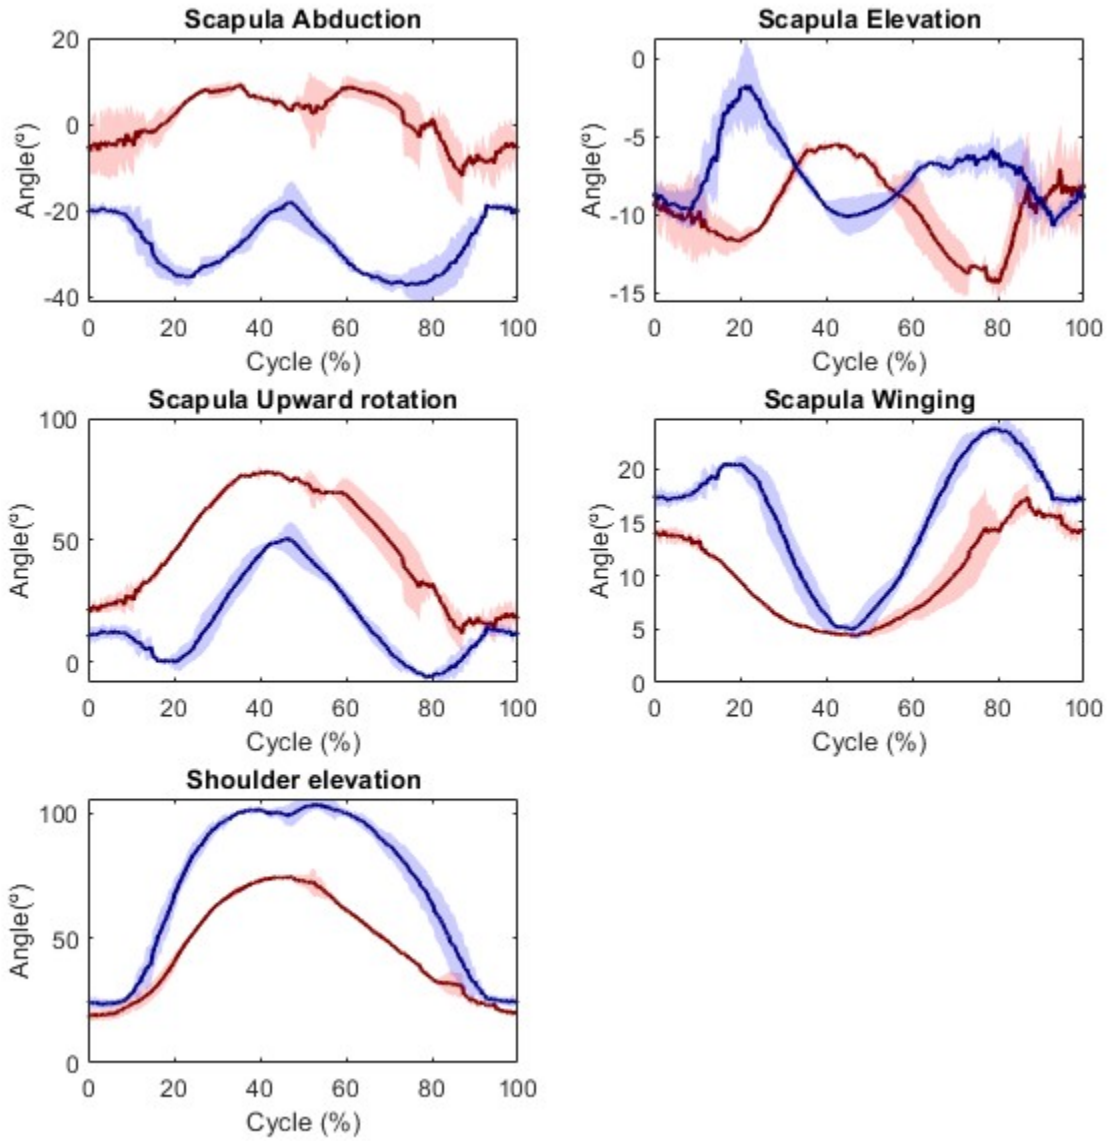 Scapula Abduction
20
0
-20
-40
Angle(º)
0 20 40 60 80 100
Cycle (%)
Scapula Elevation
0
-5
-10
-15
Angle(º)
0 20 40 60 80 100
Cycle (%)
Scapula Upward rotation
100
50
0
Angle(º)
0 20 40 60 80 100
Cycle (%)
Scapula Winging
20
15
10
5
0
Angle(º)
0 20 40 60 80 100
Cycle (%)
Shoulder elevation
100
50
0
Angle(º)
0 20 40 60 80 100
Cycle (%)